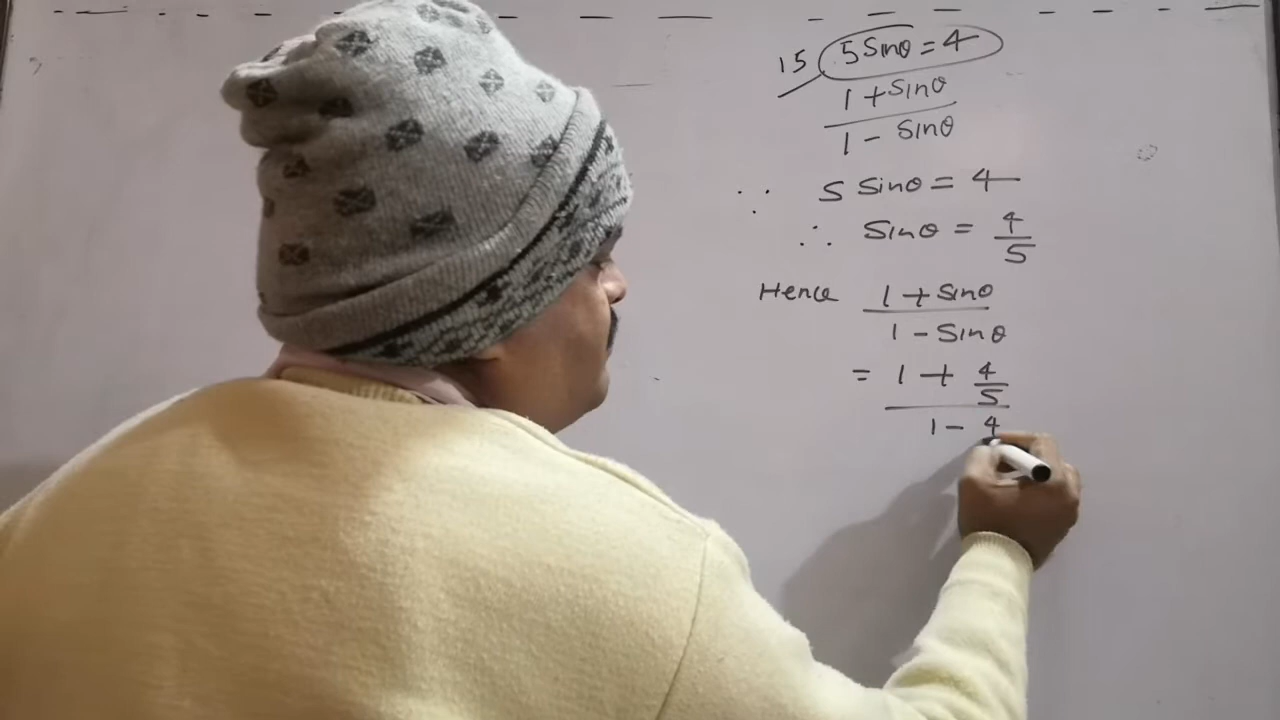 15 5 sinθ = 4
1 + sinθ
1 - sinθ
∵ 5 sinθ = 4
∴ sinθ = 4/5
Hence 1 + sinθ
1 - sinθ
= 1 + 4/5
1 - 4